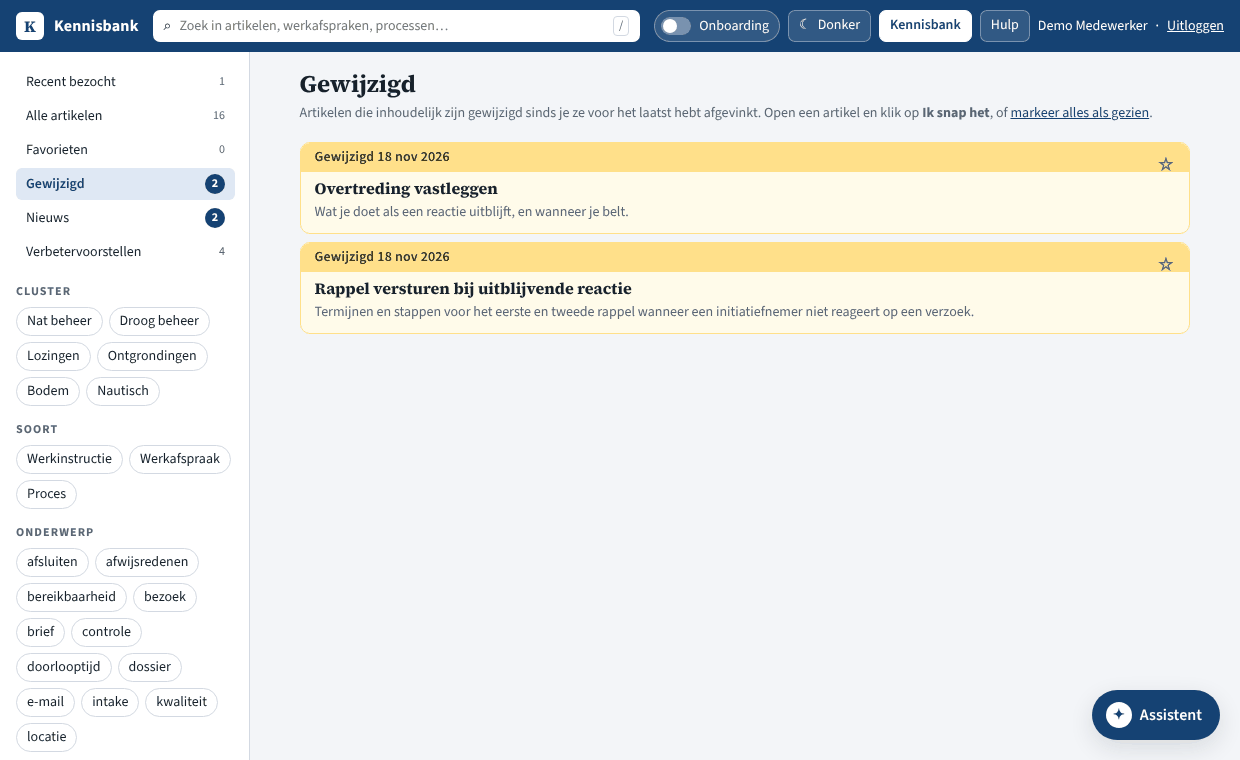 K Kennisbank
Zoek in artikelen, werkafspraken, processen…
/
Onboarding
Donker
Kennisbank
Hulp
Demo Medewerker · Uitloggen
Recent bezocht 1
Alle artikelen 16
Favorieten 0
Gewijzigd 2
Nieuws 2
Verbetervoorstellen 4
CLUSTER
Nat beheer Droog beheer
Lozingen Ontgrondingen
Bodem Nautisch
SOORT
Werkinstructie Werkafspraak
Proces
ONDERWERP
afsluiten afwijsredenen
bereikbaarheid bezoek
brief controle
doorlooptijd dossier
e-mail intake kwaliteit
locatie
Gewijzigd
Artikelen die inhoudelijk zijn gewijzigd sinds je ze voor het laatst hebt afgevinkt. Open een artikel en klik op Ik snap het, of markeer alles als gezien.
Gewijzigd 18 nov 2026
Overtreding vastleggen
Wat je doet als een reactie uitblijft, en wanneer je belt.
Gewijzigd 18 nov 2026
Rappel versturen bij uitblijvende reactie
Termijnen en stappen voor het eerste en tweede rappel wanneer een initiatiefnemer niet reageert op een verzoek.
Assistent